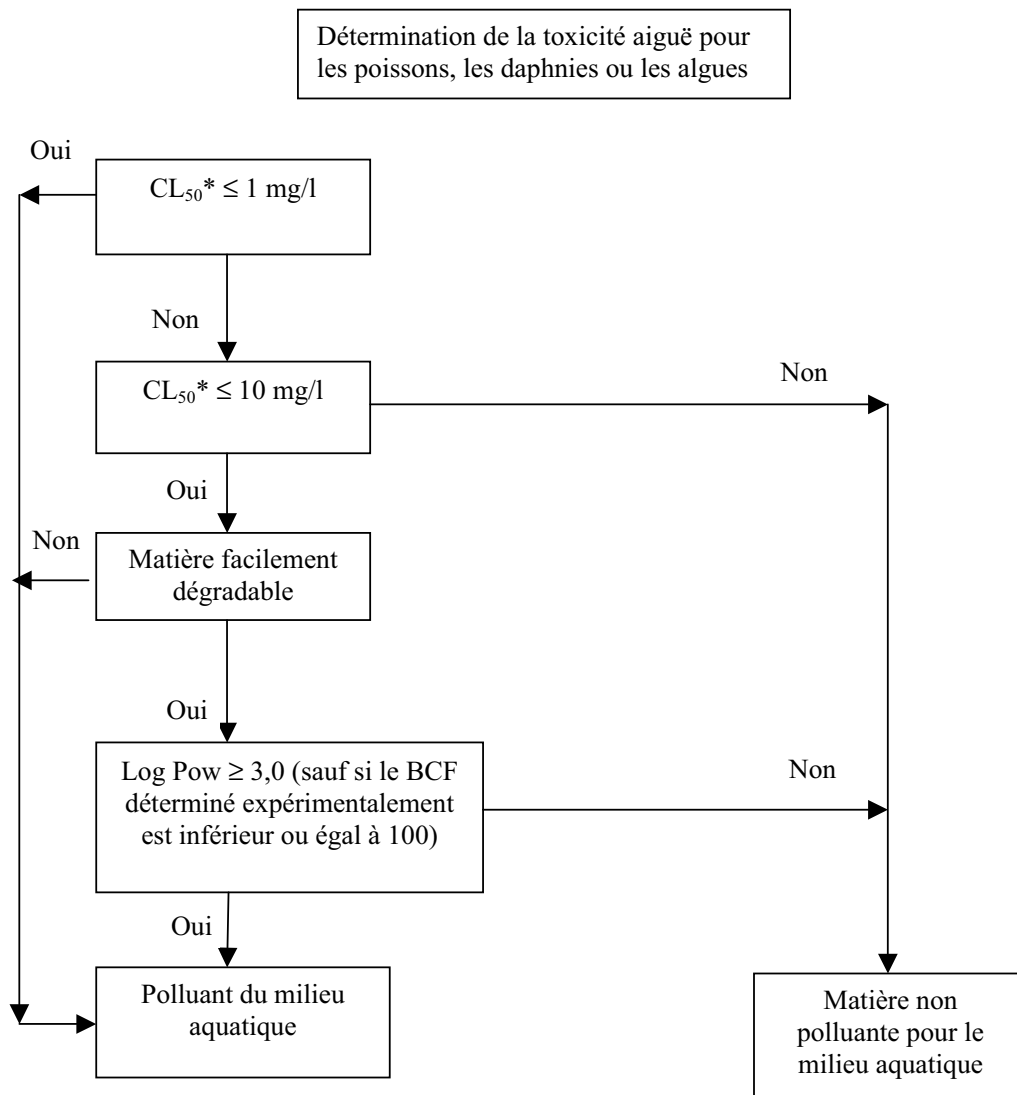 Détermination de la toxicité aiguë pour
les poissons, les daphnies ou les algues
Oui
CL₅₀* ≤ 1 mg/l
Non
CL₅₀* ≤ 10 mg/l
Non
Oui
Non
Matière facilement
dégradable
Oui
Log Pow ≥ 3,0 (sauf si le BCF
déterminé expérimentalement
est inférieur ou égal à 100)
Non
Oui
Polluant du milieu
aquatique
Matière non
polluante pour le
milieu aquatique